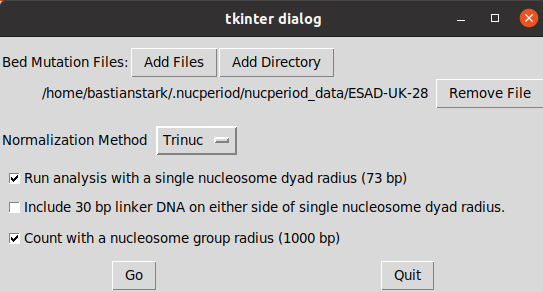 tkinter dialog
Bed Mutation Files: Add Files Add Directory
/home/bastianstark/.nucperiod/nucperiod_data/ESAD-UK-28 Remove File
Normalization Method Trinuc
Run analysis with a single nucleosome dyad radius (73 bp)
Include 30 bp linker DNA on either side of single nucleosome dyad radius.
Count with a nucleosome group radius (1000 bp)
Go Quit